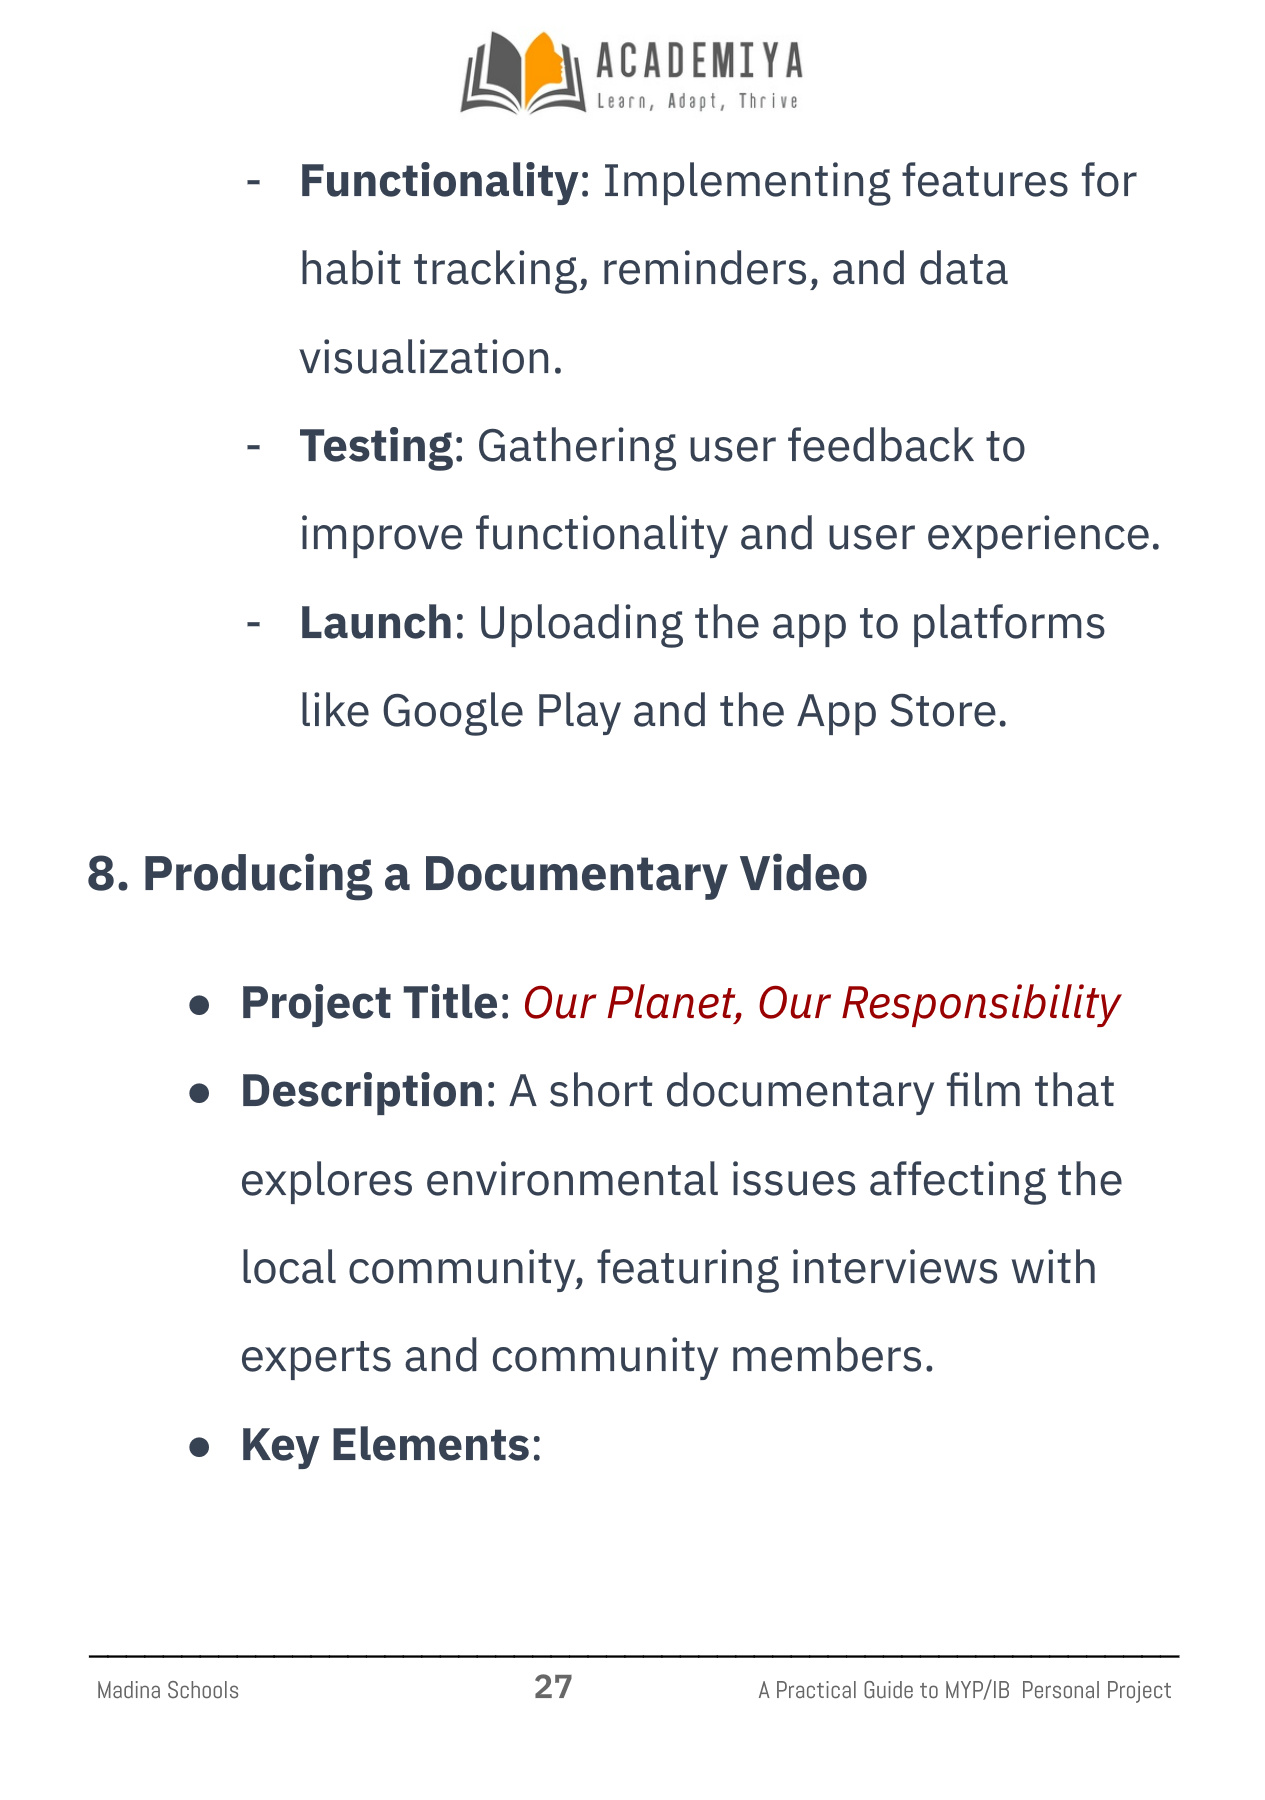 ACADEMIYA
Learn, Adapt, Thrive
- Functionality: Implementing features for
habit tracking, reminders, and data
visualization.
- Testing: Gathering user feedback to
improve functionality and user experience.
- Launch: Uploading the app to platforms
like Google Play and the App Store.
8. Producing a Documentary Video
● Project Title: Our Planet, Our Responsibility
● Description: A short documentary film that
explores environmental issues affecting the
local community, featuring interviews with
experts and community members.
● Key Elements:
Madina Schools 27 A Practical Guide to MYP/IB Personal Project